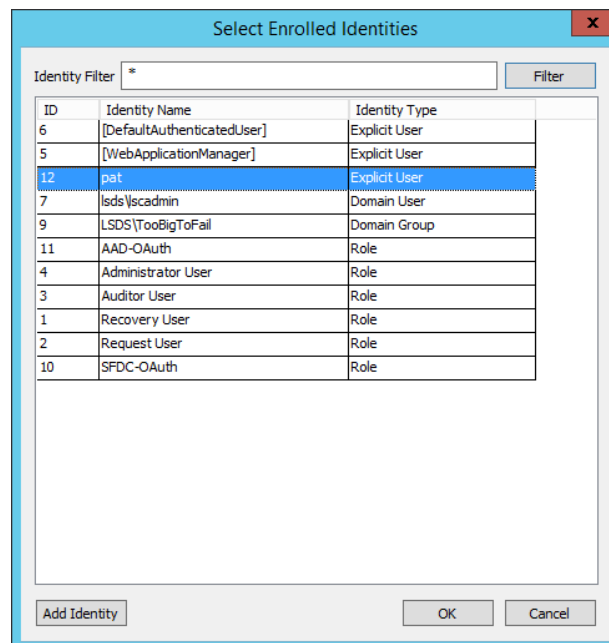 Select Enrolled Identities
x
Identity Filter * Filter
ID Identity Name Identity Type
6 [DefaultAuthenticatedUser] Explicit User
5 [WebApplicationManager] Explicit User
12 pat Explicit User
7 lsds\lscadmin Domain User
9 LSDS\TooBigToFail Domain Group
11 AAD-OAuth Role
4 Administrator User Role
3 Auditor User Role
1 Recovery User Role
2 Request User Role
10 SFDC-OAuth Role
Add Identity OK Cancel